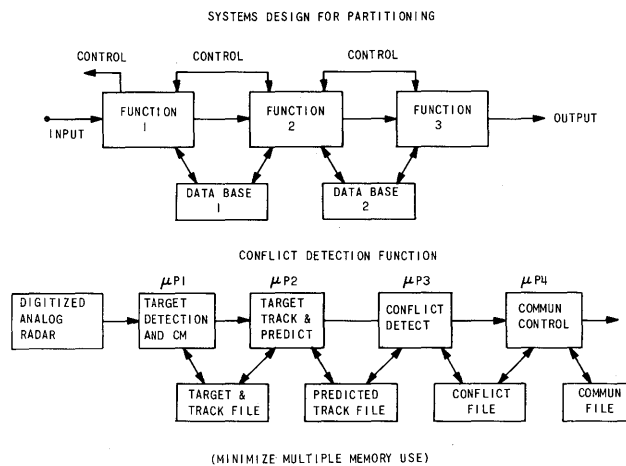 SYSTEMS DESIGN FOR PARTITIONING
CONTROL
CONTROL
CONTROL
FUNCTION
1
FUNCTION
2
FUNCTION
3
INPUT
OUTPUT
DATA BASE
1
DATA BASE
2
CONFLICT DETECTION FUNCTION
μP1
μP2
μP3
μP4
DIGITIZED
ANALOG
RADAR
TARGET
DETECTION
AND CM
TARGET
TRACK &
PREDICT
CONFLICT
DETECT
COMMUN
CONTROL
TARGET &
TRACK FILE
PREDICTED
TRACK FILE
CONFLICT
FILE
COMMUN
FILE
(MINIMIZE MULTIPLE MEMORY USE)